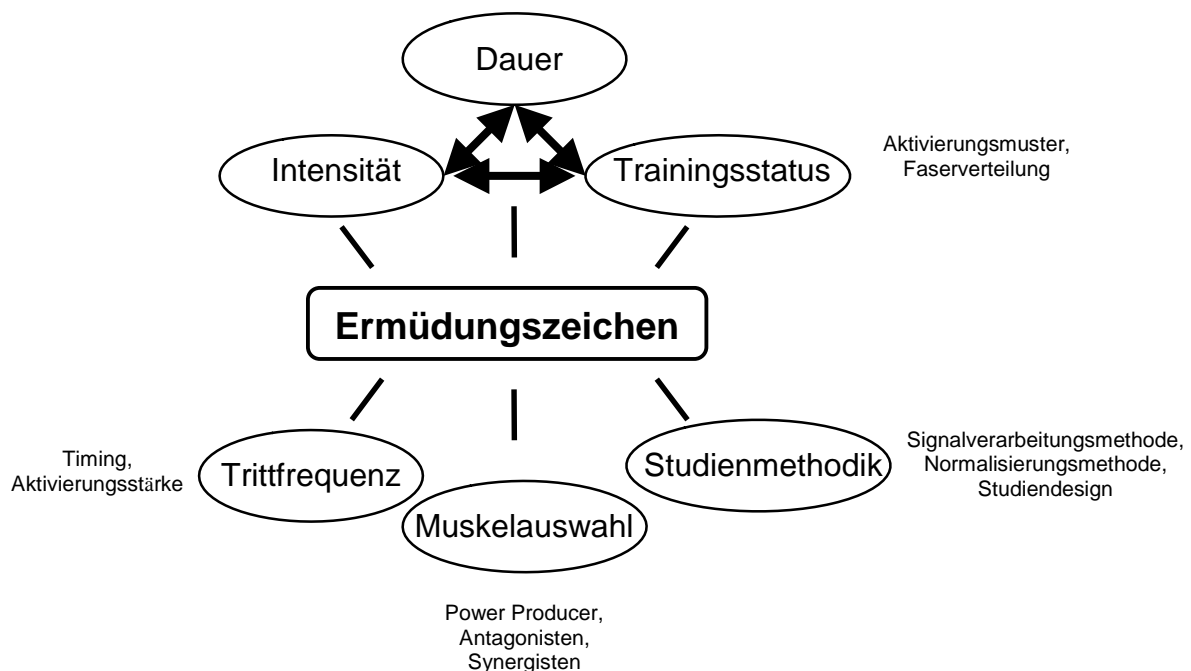 Dauer
Intensität
Trainingsstatus
Aktivierungsmuster,
Faserverteilung
Ermüdungszeichen
Timing,
Aktivierungsstärke
Trittfrequenz
Muskelauswahl
Studienmethodik
Signalverarbeitungsmethode,
Normalisierungsmethode,
Studiendesign
Power Producer,
Antagonisten,
Synergisten